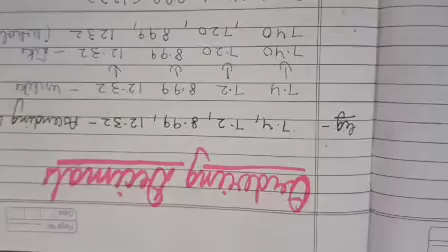 Ordering Decimals
Eg - 7.4, 7.2, 8.99, 12.32 - Ascending
7.4 7.2 8.99 12.32 - unlike
↓ ↓ ↓ ↓
7.40 7.20 8.99 12.32 - Like
740 , 720 , 899 , 1232